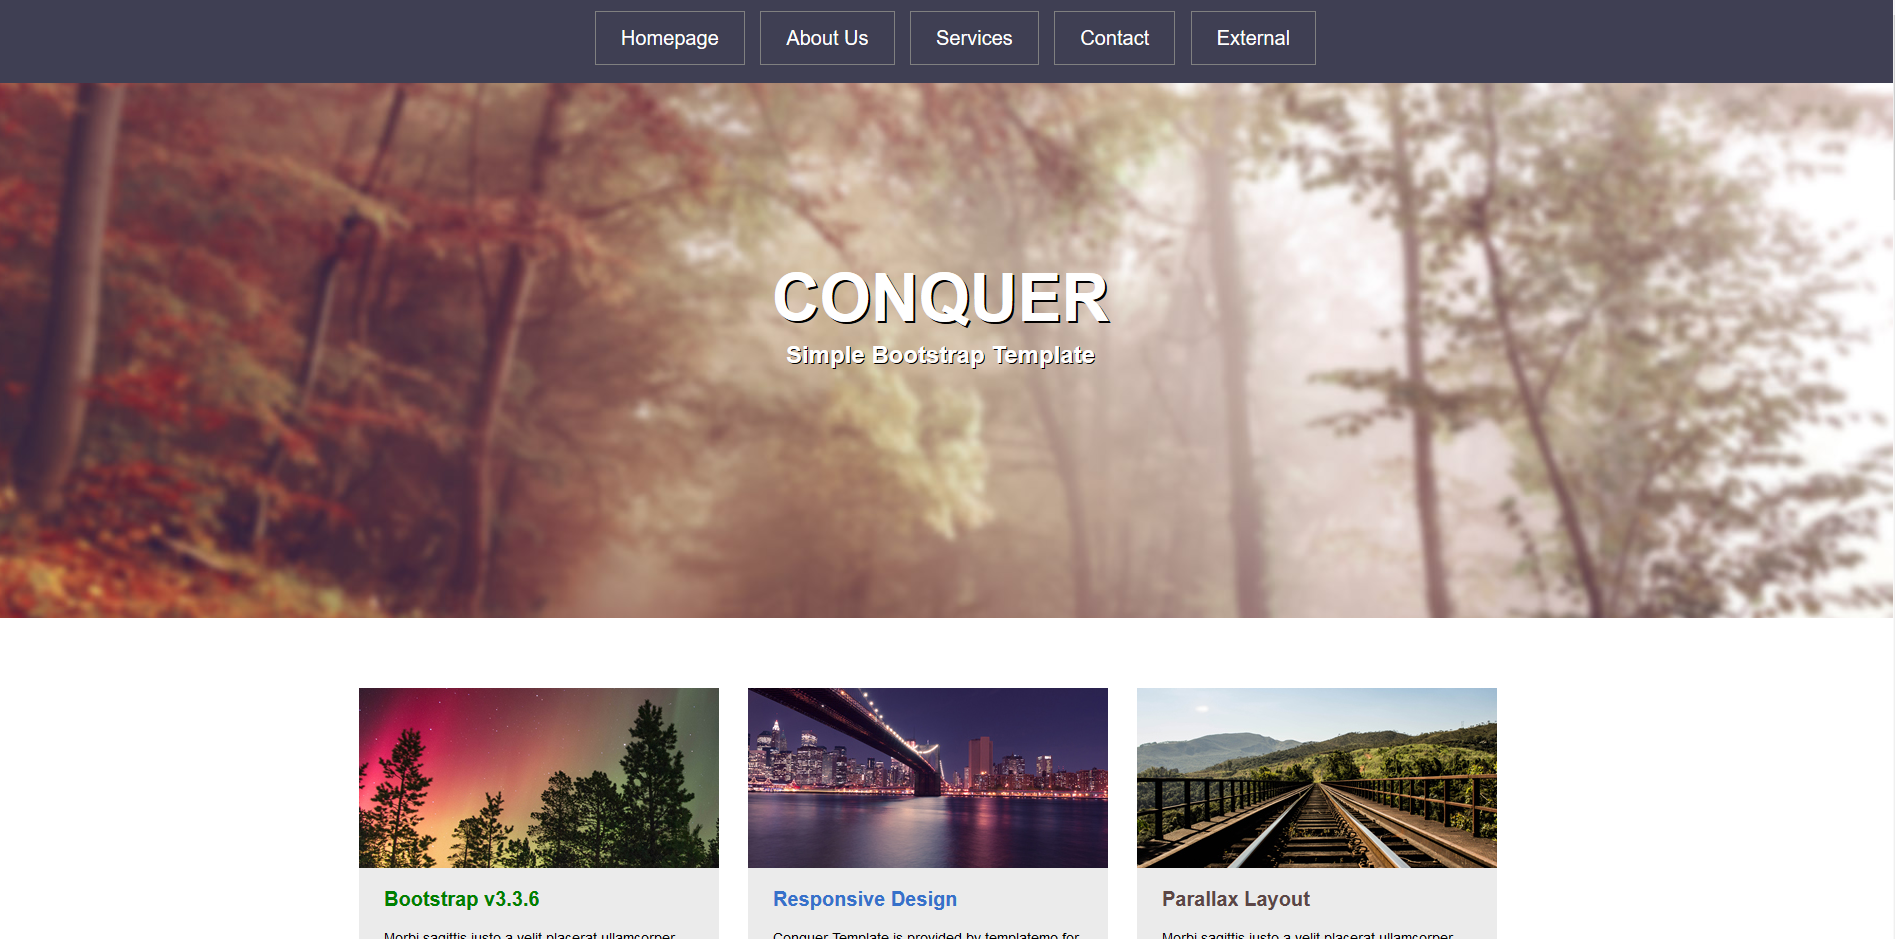 Homepage
About Us
Services
Contact
External
CONQUER
Simple Bootstrap Template
Bootstrap v3.3.6
Responsive Design
Parallax Layout
Morbi sagittis justo a velit placerat ullamcorper
Conquer Template is provided by templatemo for
Morbi sagittis justo a velit placerat ullamcorper